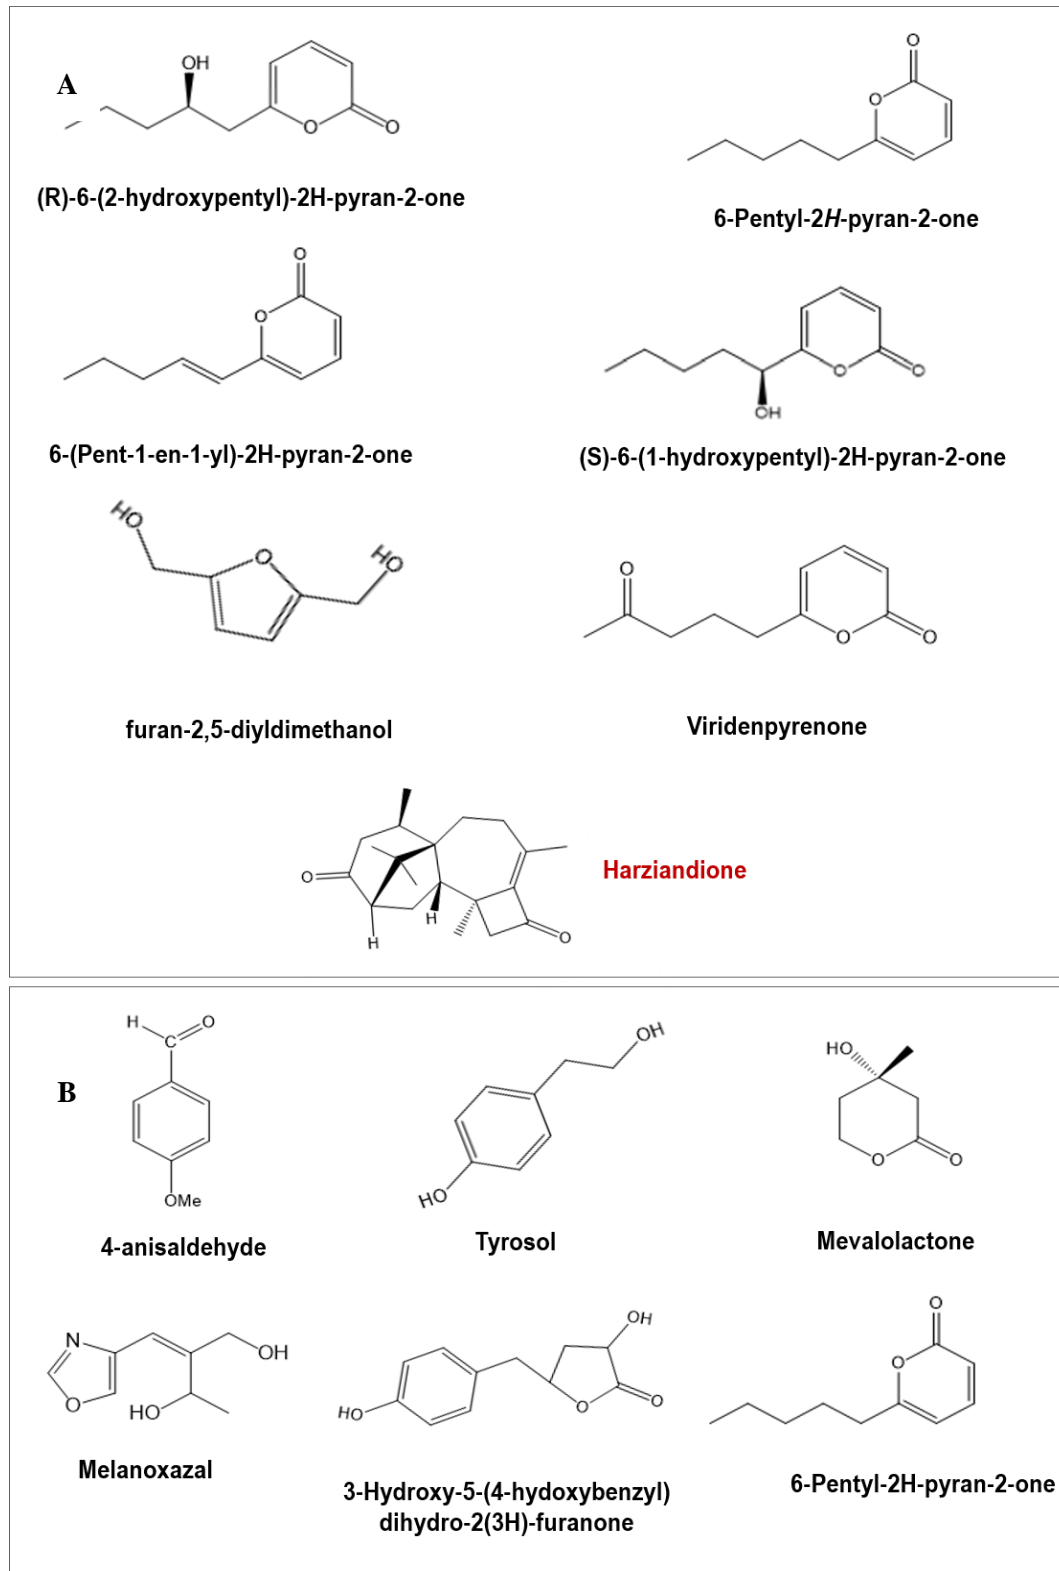 A
OH
O
O
(R)-6-(2-hydroxypentyl)-2H-pyran-2-one
O
O
6-Pentyl-2H-pyran-2-one
O
O
6-(Pent-1-en-1-yl)-2H-pyran-2-one
O
O
OH
(S)-6-(1-hydroxypentyl)-2H-pyran-2-one
HO
O
HO
furan-2,5-diyldimethanol
O
O
O
Viridenpyrenone
O
H
H
O
Harziandione
B
H
C
O
OMe
4-anisaldehyde
OH
HO
Tyrosol
HO
O
O
Mevalolactone
N
O
OH
HO
Melanoxazal
OH
O
O
HO
3-Hydroxy-5-(4-hydoxybenzyl)
dihydro-2(3H)-furanone
O
O
6-Pentyl-2H-pyran-2-one